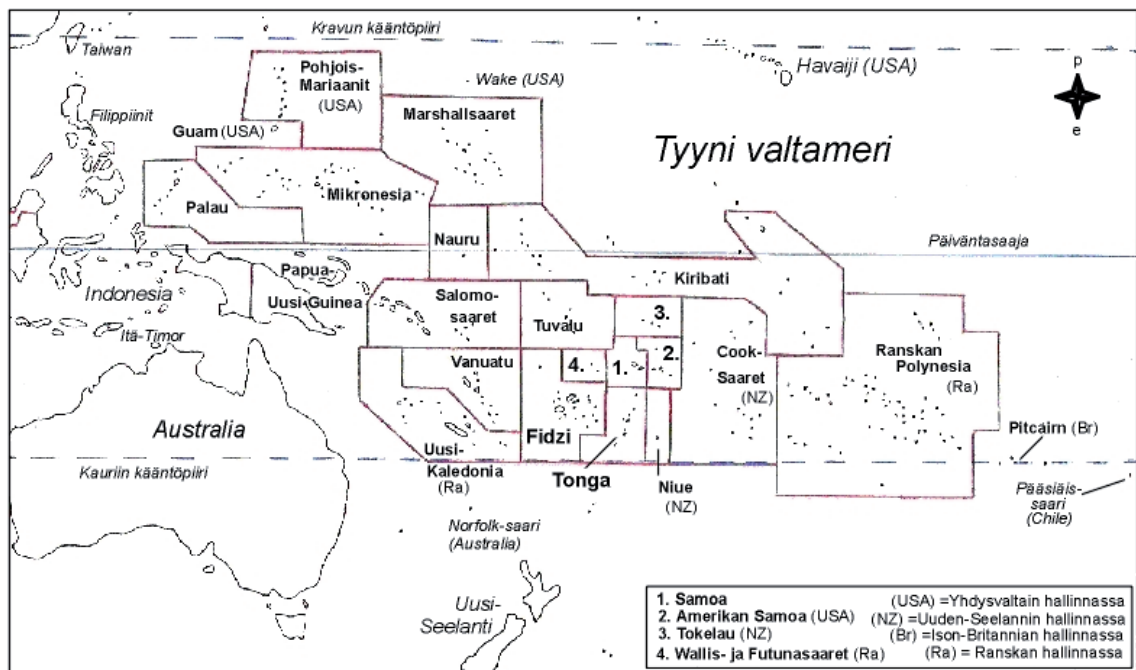 Kravun kääntöpiiri
Taiwan
Pohjois-
Mariaanit
(USA)
Wake (USA)
Havaiji (USA)
p
e
Filippiinit
Guam (USA)
Marshallsaaret
Tyyni valtameri
Palau
Mikronesia
Nauru
Päiväntasaaja
Kiribati
Papua-
Uusi-Guinea
Indonesia
Itä-Timor
Salomo-
saaret
Tuvalu
3.
Vanuatu
4.
1.
2.
Cook-
Saaret
(NZ)
Ranskan
Polynesia
(Ra)
Australia
Fidzi
Pitcairn (Br)
Kauriin kääntöpiiri
Uusi-
Kaledonia
(Ra)
Tonga
Niue
(NZ)
Pääsiäis-
saari
(Chile)
Norfolk-saari
(Australia)
Uusi-
Seelanti
1. Samoa (USA) =Yhdysvaltain hallinnassa
2. Amerikan Samoa (USA) (NZ) =Uuden-Seelannin hallinnassa
3. Tokelau (NZ) (Br) =Ison-Britannian hallinnassa
4. Wallis- ja Futunasaaret (Ra) (Ra) = Ranskan hallinnassa